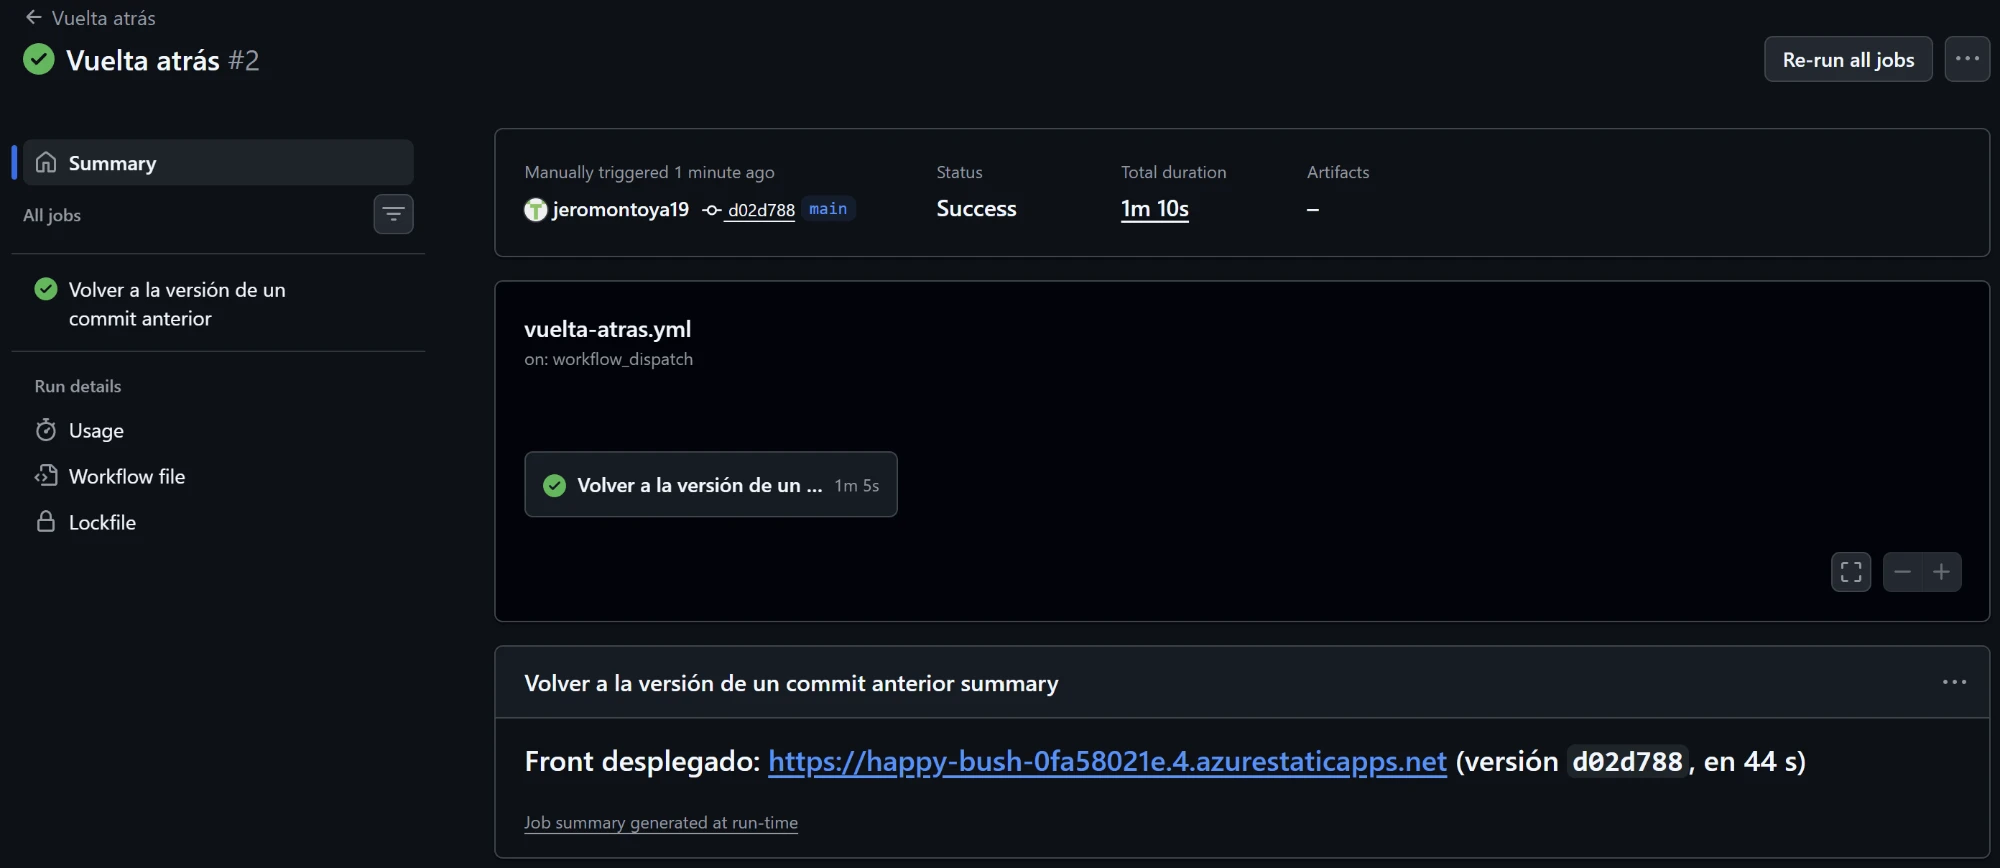 Vuelta atrás
Vuelta atrás #2
Re-run all jobs
Summary
All jobs
Volver a la versión de un
commit anterior
Run details
Usage
Workflow file
Lockfile
Manually triggered 1 minute ago
jeromontoya19 d02d788 main
Status
Success
Total duration
1m 10s
Artifacts
–
vuelta-atras.yml
on: workflow_dispatch
Volver a la versión de un ... 1m 5s
Volver a la versión de un commit anterior summary
Front desplegado: https://happy-bush-0fa58021e.4.azurestaticapps.net (versión d02d788, en 44 s)
Job summary generated at run-time